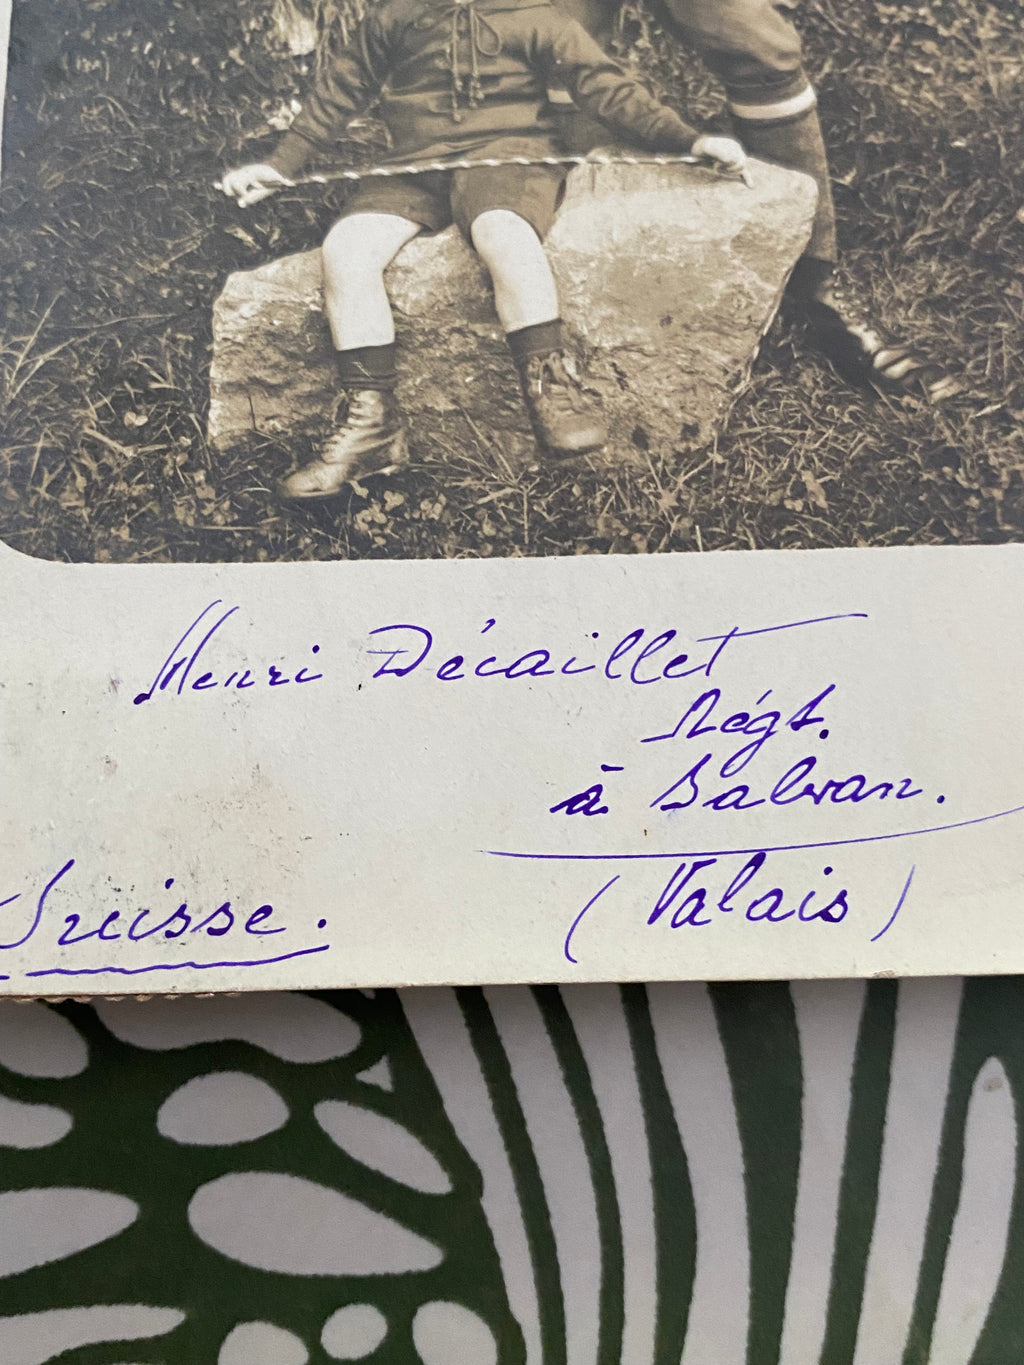 Henri Décaillet
Régt.
à Salvan.
(Valais)
Suisse.